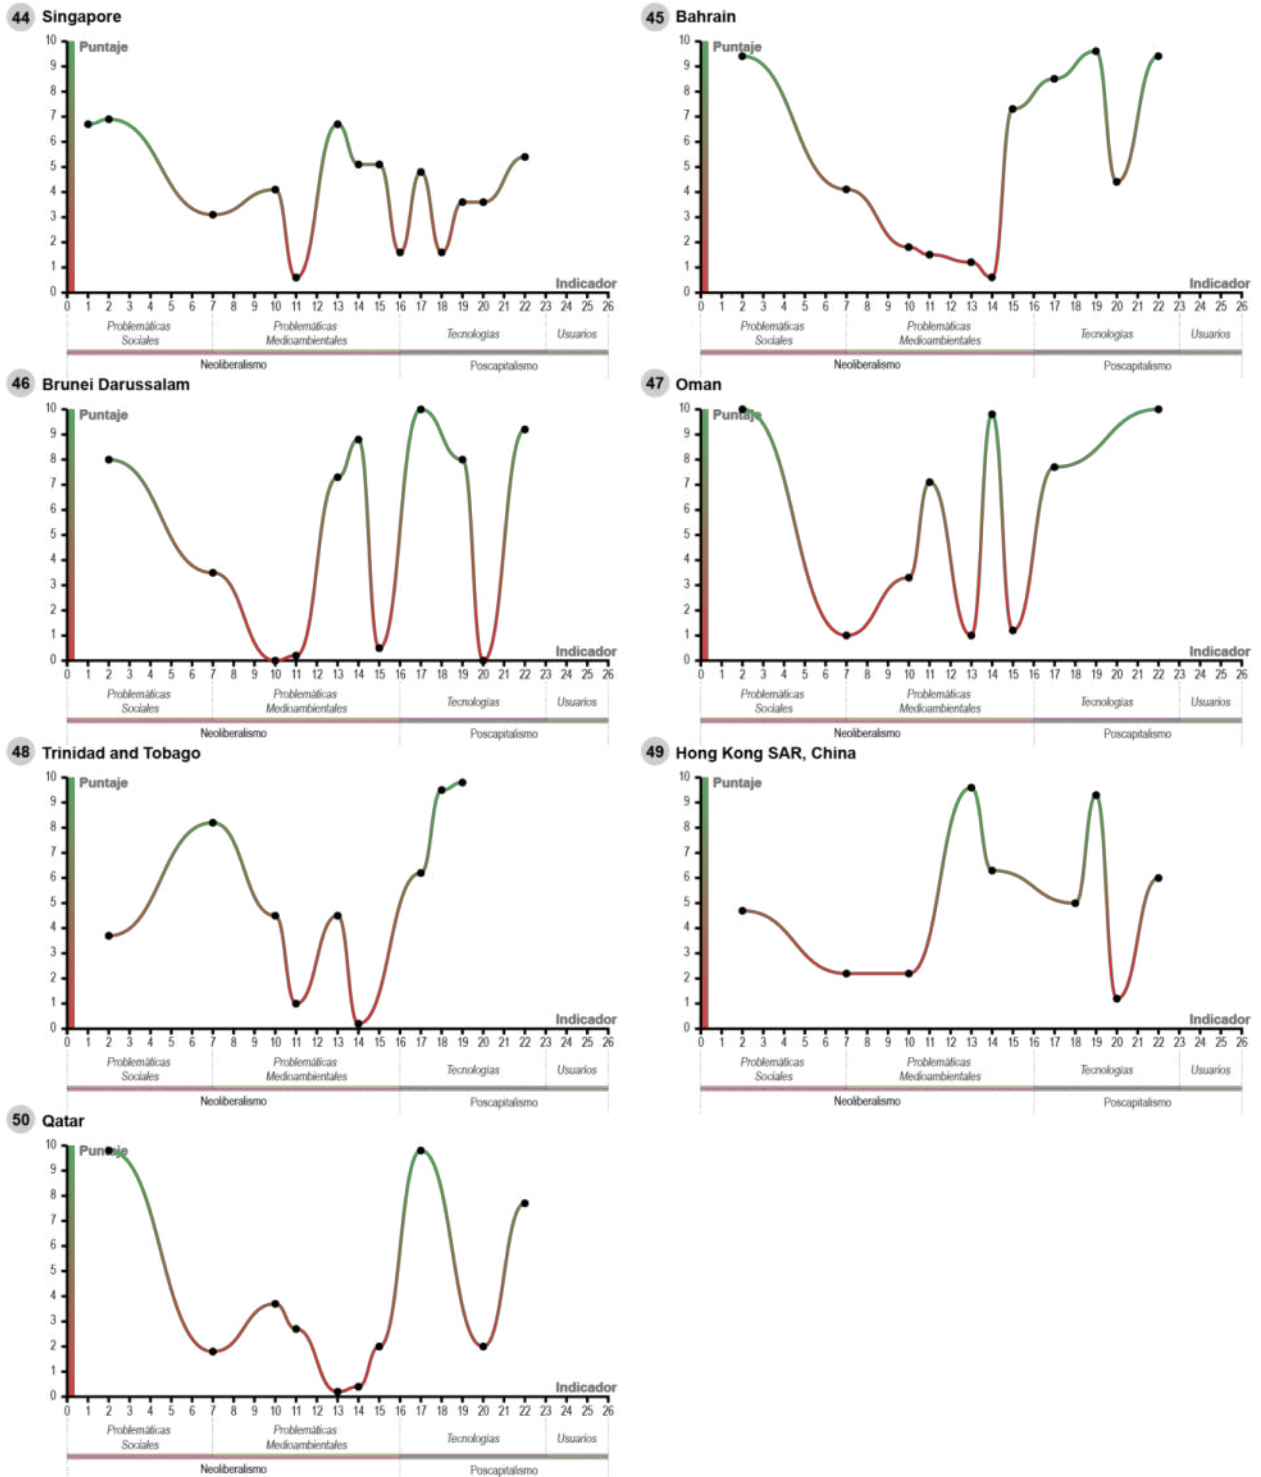 44 Singapore
10 Puntaje
9
8
7
6
5
4
3
2
1
0
Indicador
0 1 2 3 4 5 6 7 8 9 10 11 12 13 14 15 16 17 18 19 20 21 22 23 24 25 26
Problemáticas Sociales
Problemáticas Medioambientales
Tecnologías
Usuarios
Neoliberalismo
Poscapitalismo
45 Bahrain
10 Puntaje
9
8
7
6
5
4
3
2
1
0
Indicador
0 1 2 3 4 5 6 7 8 9 10 11 12 13 14 15 16 17 18 19 20 21 22 23 24 25 26
Problemáticas Sociales
Problemáticas Medioambientales
Tecnologías
Usuarios
Neoliberalismo
Poscapitalismo
46 Brunei Darussalam
10 Puntaje
9
8
7
6
5
4
3
2
1
0
Indicador
0 1 2 3 4 5 6 7 8 9 10 11 12 13 14 15 16 17 18 19 20 21 22 23 24 25 26
Problemáticas Sociales
Problemáticas Medioambientales
Tecnologías
Usuarios
Neoliberalismo
Poscapitalismo
47 Oman
10 Puntaje
9
8
7
6
5
4
3
2
1
0
Indicador
0 1 2 3 4 5 6 7 8 9 10 11 12 13 14 15 16 17 18 19 20 21 22 23 24 25 26
Problemáticas Sociales
Problemáticas Medioambientales
Tecnologías
Usuarios
Neoliberalismo
Poscapitalismo
48 Trinidad and Tobago
10 Puntaje
9
8
7
6
5
4
3
2
1
0
Indicador
0 1 2 3 4 5 6 7 8 9 10 11 12 13 14 15 16 17 18 19 20 21 22 23 24 25 26
Problemáticas Sociales
Problemáticas Medioambientales
Tecnologías
Usuarios
Neoliberalismo
Poscapitalismo
49 Hong Kong SAR, China
10 Puntaje
9
8
7
6
5
4
3
2
1
0
Indicador
0 1 2 3 4 5 6 7 8 9 10 11 12 13 14 15 16 17 18 19 20 21 22 23 24 25 26
Problemáticas Sociales
Problemáticas Medioambientales
Tecnologías
Usuarios
Neoliberalismo
Poscapitalismo
50 Qatar
10 Puntaje
9
8
7
6
5
4
3
2
1
0
Indicador
0 1 2 3 4 5 6 7 8 9 10 11 12 13 14 15 16 17 18 19 20 21 22 23 24 25 26
Problemáticas Sociales
Problemáticas Medioambientales
Tecnologías
Usuarios
Neoliberalismo
Poscapitalismo